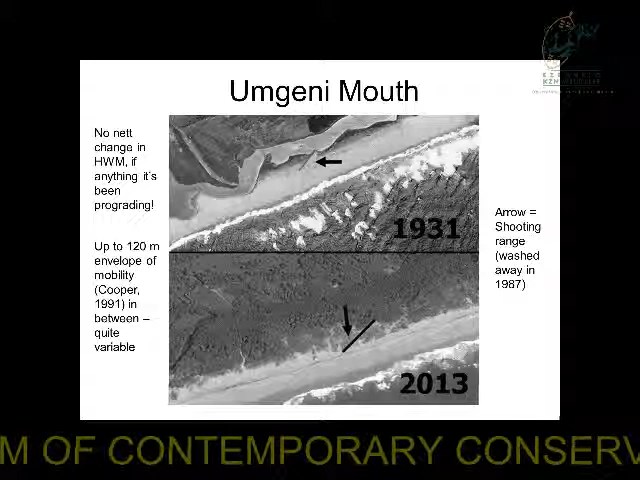 Umgeni Mouth
No nett
change in
HWM, if
anything it's
been
prograding!
Up to 120 m
envelope of
mobility
(Cooper,
1991) in
between –
quite
variable
1931
2013
Arrow =
Shooting
range
(washed
away in
1987)
M OF CONTEMPORARY CONSERV